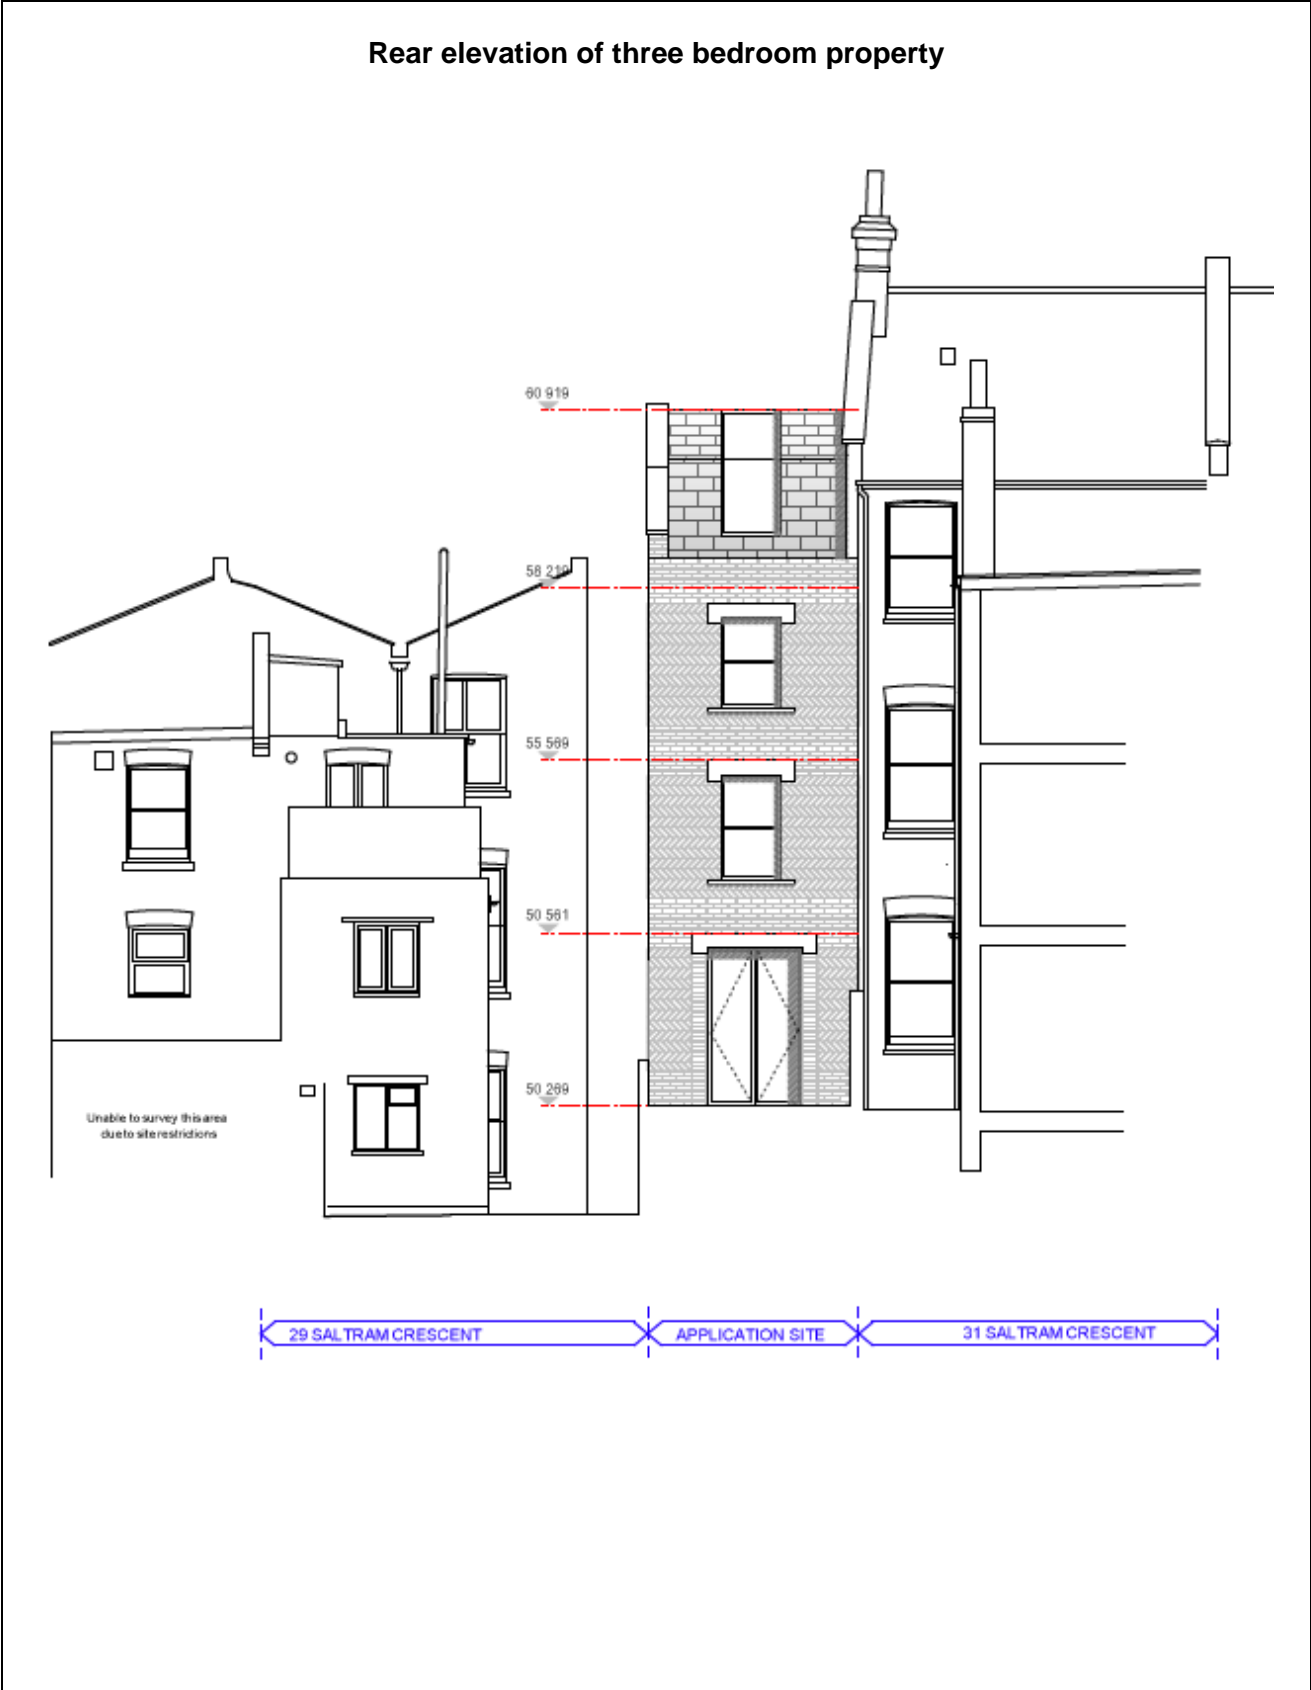 Rear elevation of three bedroom property
60 919
58 219
55 569
50 561
50 269
Unable to survey this area
due to site restrictions
29 SALTRAM CRESCENT
APPLICATION SITE
31 SALTRAM CRESCENT